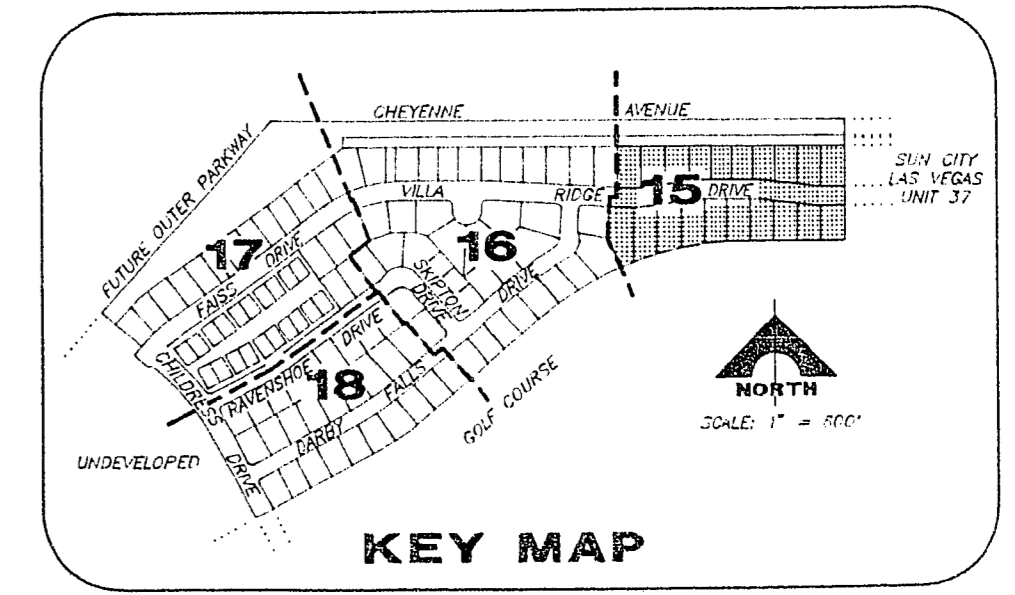 CHEYENNE AVENUE
FUTURE OUTER PARKWAY
SUN CITY
LAS VEGAS
UNIT 37
VILLA RIDGE DRIVE
15
16
17
FAISS DRIVE
SKIPTON
DRIVE
DRIVE
CHILDRESS DRIVE
RAVENSHOE DRIVE
18
DARBY FALLS
GOLF COURSE
UNDEVELOPED
NORTH
SCALE: 1" = 600'
KEY MAP